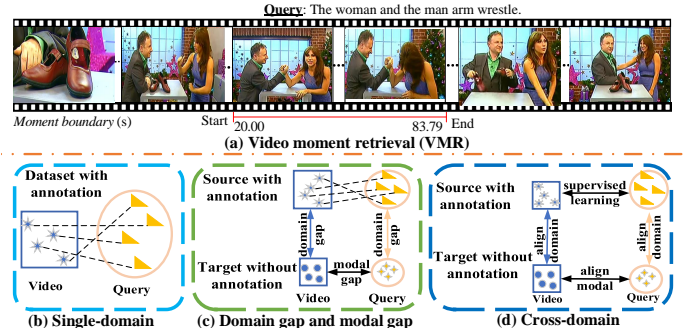 Query: The woman and the man arm wrestle.
Moment boundary (s)
Start
20.00
83.79
End
(a) Video moment retrieval (VMR)
Dataset with
annotation
Video
Query
(b) Single-domain
Source with
annotation
domain
gap
domain
gap
Target without
annotation
modal
gap
Video
Query
(c) Domain gap and modal gap
Source with
annotation
supervised
learning
align
domain
align
domain
Target without
annotation
align
modal
Video
Query
(d) Cross-domain